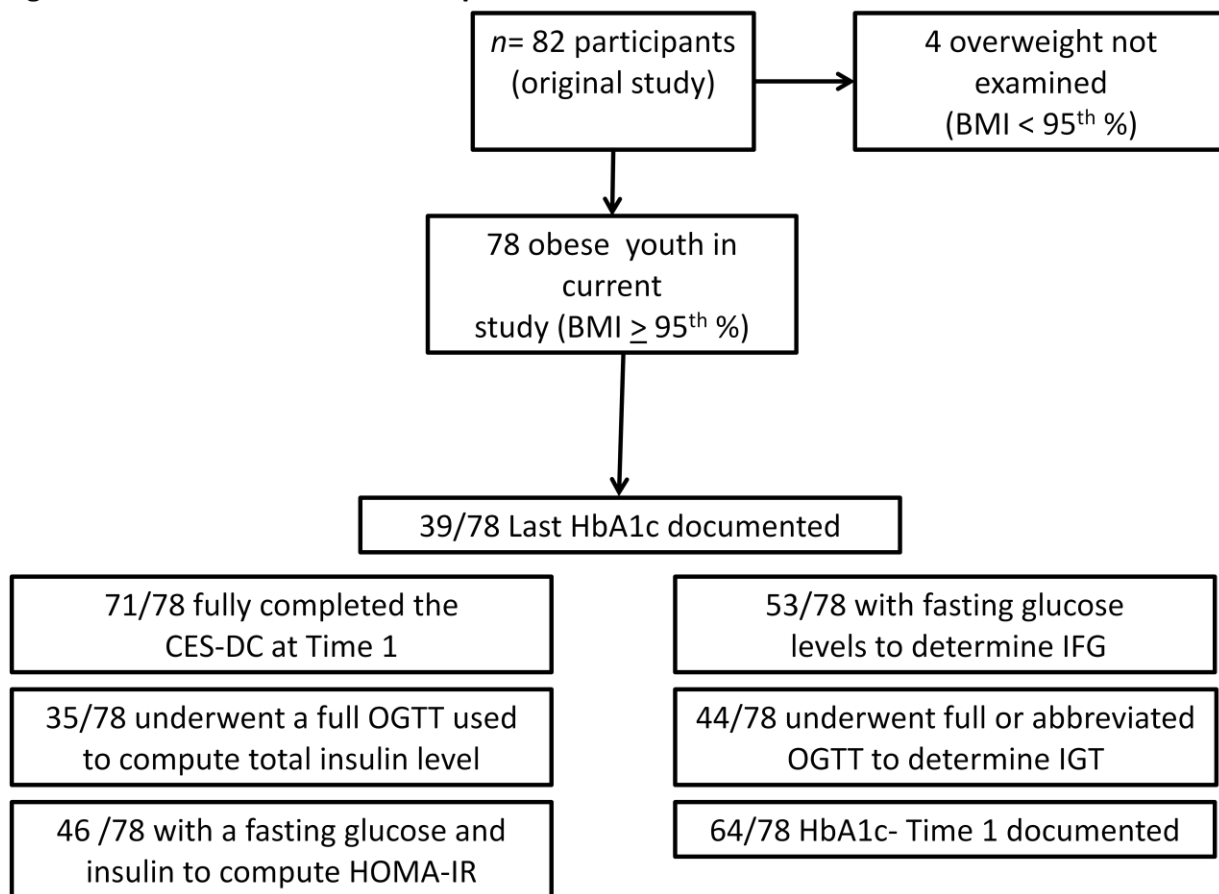 n= 82 participants
(original study)
4 overweight not
examined
(BMI < 95th %)
78 obese youth in
current
study (BMI ≥ 95th %)
39/78 Last HbA1c documented
71/78 fully completed the
CES-DC at Time 1
53/78 with fasting glucose
levels to determine IFG
35/78 underwent a full OGTT used
to compute total insulin level
44/78 underwent full or abbreviated
OGTT to determine IGT
46 /78 with a fasting glucose and
insulin to compute HOMA-IR
64/78 HbA1c- Time 1 documented